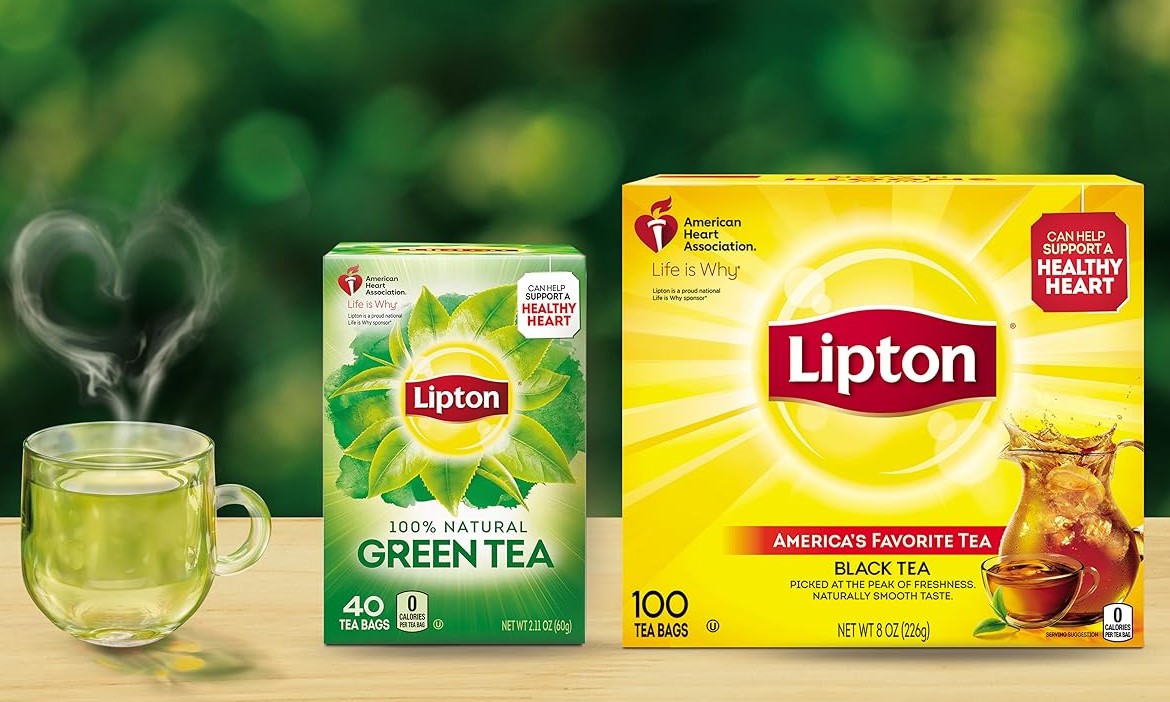 American
Heart
Association.
Life is Why®
Lipton is a proud national
Life is Why sponsor*
CAN HELP
SUPPORT A
HEALTHY
HEART
Lipton®
100% NATURAL
GREEN TEA
40
TEA BAGS
0
CALORIES
PER TEA BAG
U
NET WT 2.11 OZ (60g)
American
Heart
Association.
Life is Why®
Lipton is a proud national
Life is Why sponsor*
CAN HELP
SUPPORT A
HEALTHY
HEART
Lipton®
AMERICA'S FAVORITE TEA
BLACK TEA
PICKED AT THE PEAK OF FRESHNESS.
NATURALLY SMOOTH TASTE.
100
TEA BAGS
U
NET WT 8 OZ (226g)
SERVING SUGGESTION
0
CALORIES
PER TEA BAG